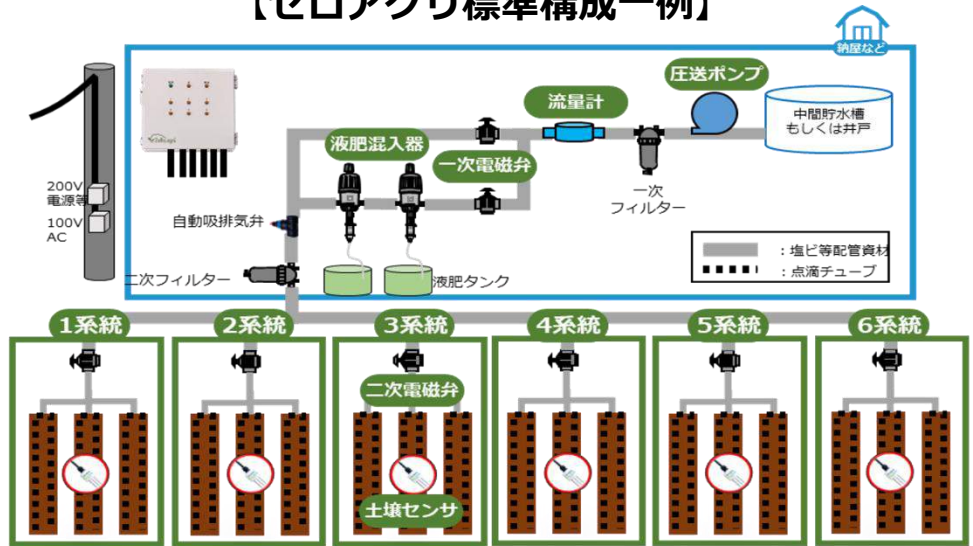 【ゼロアグリ標準構成一例】
納屋など
圧送ポンプ
流量計
中間貯水槽
もしくは井戸
液肥混入器
一次電磁弁
一次
フィルター
200V
電源等
100V
AC
自動吸排気弁
：塩ビ等配管資材
：点滴チューブ
二次フィルター
液肥タンク
1系統
2系統
3系統
4系統
5系統
6系統
二次電磁弁
土壌センサ